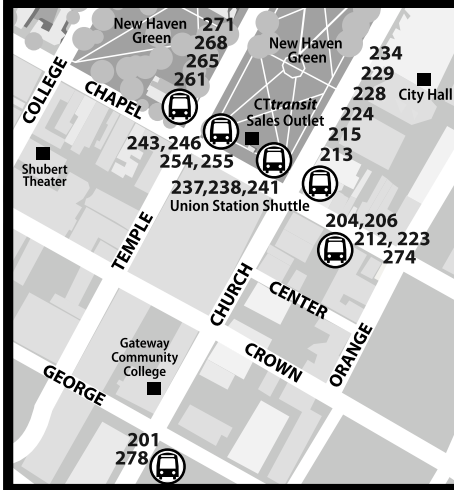 New Haven
Green
271
268
265
261
New Haven
Green
234
229
228
224
215
213
City Hall
COLLEGE
CHAPEL
CTtransit
Sales Outlet
243, 246
254, 255
Shubert
Theater
237,238,241
Union Station Shuttle
204,206
212, 223
274
TEMPLE
CHURCH
CENTER
ORANGE
CROWN
Gateway
Community
College
GEORGE
201
278